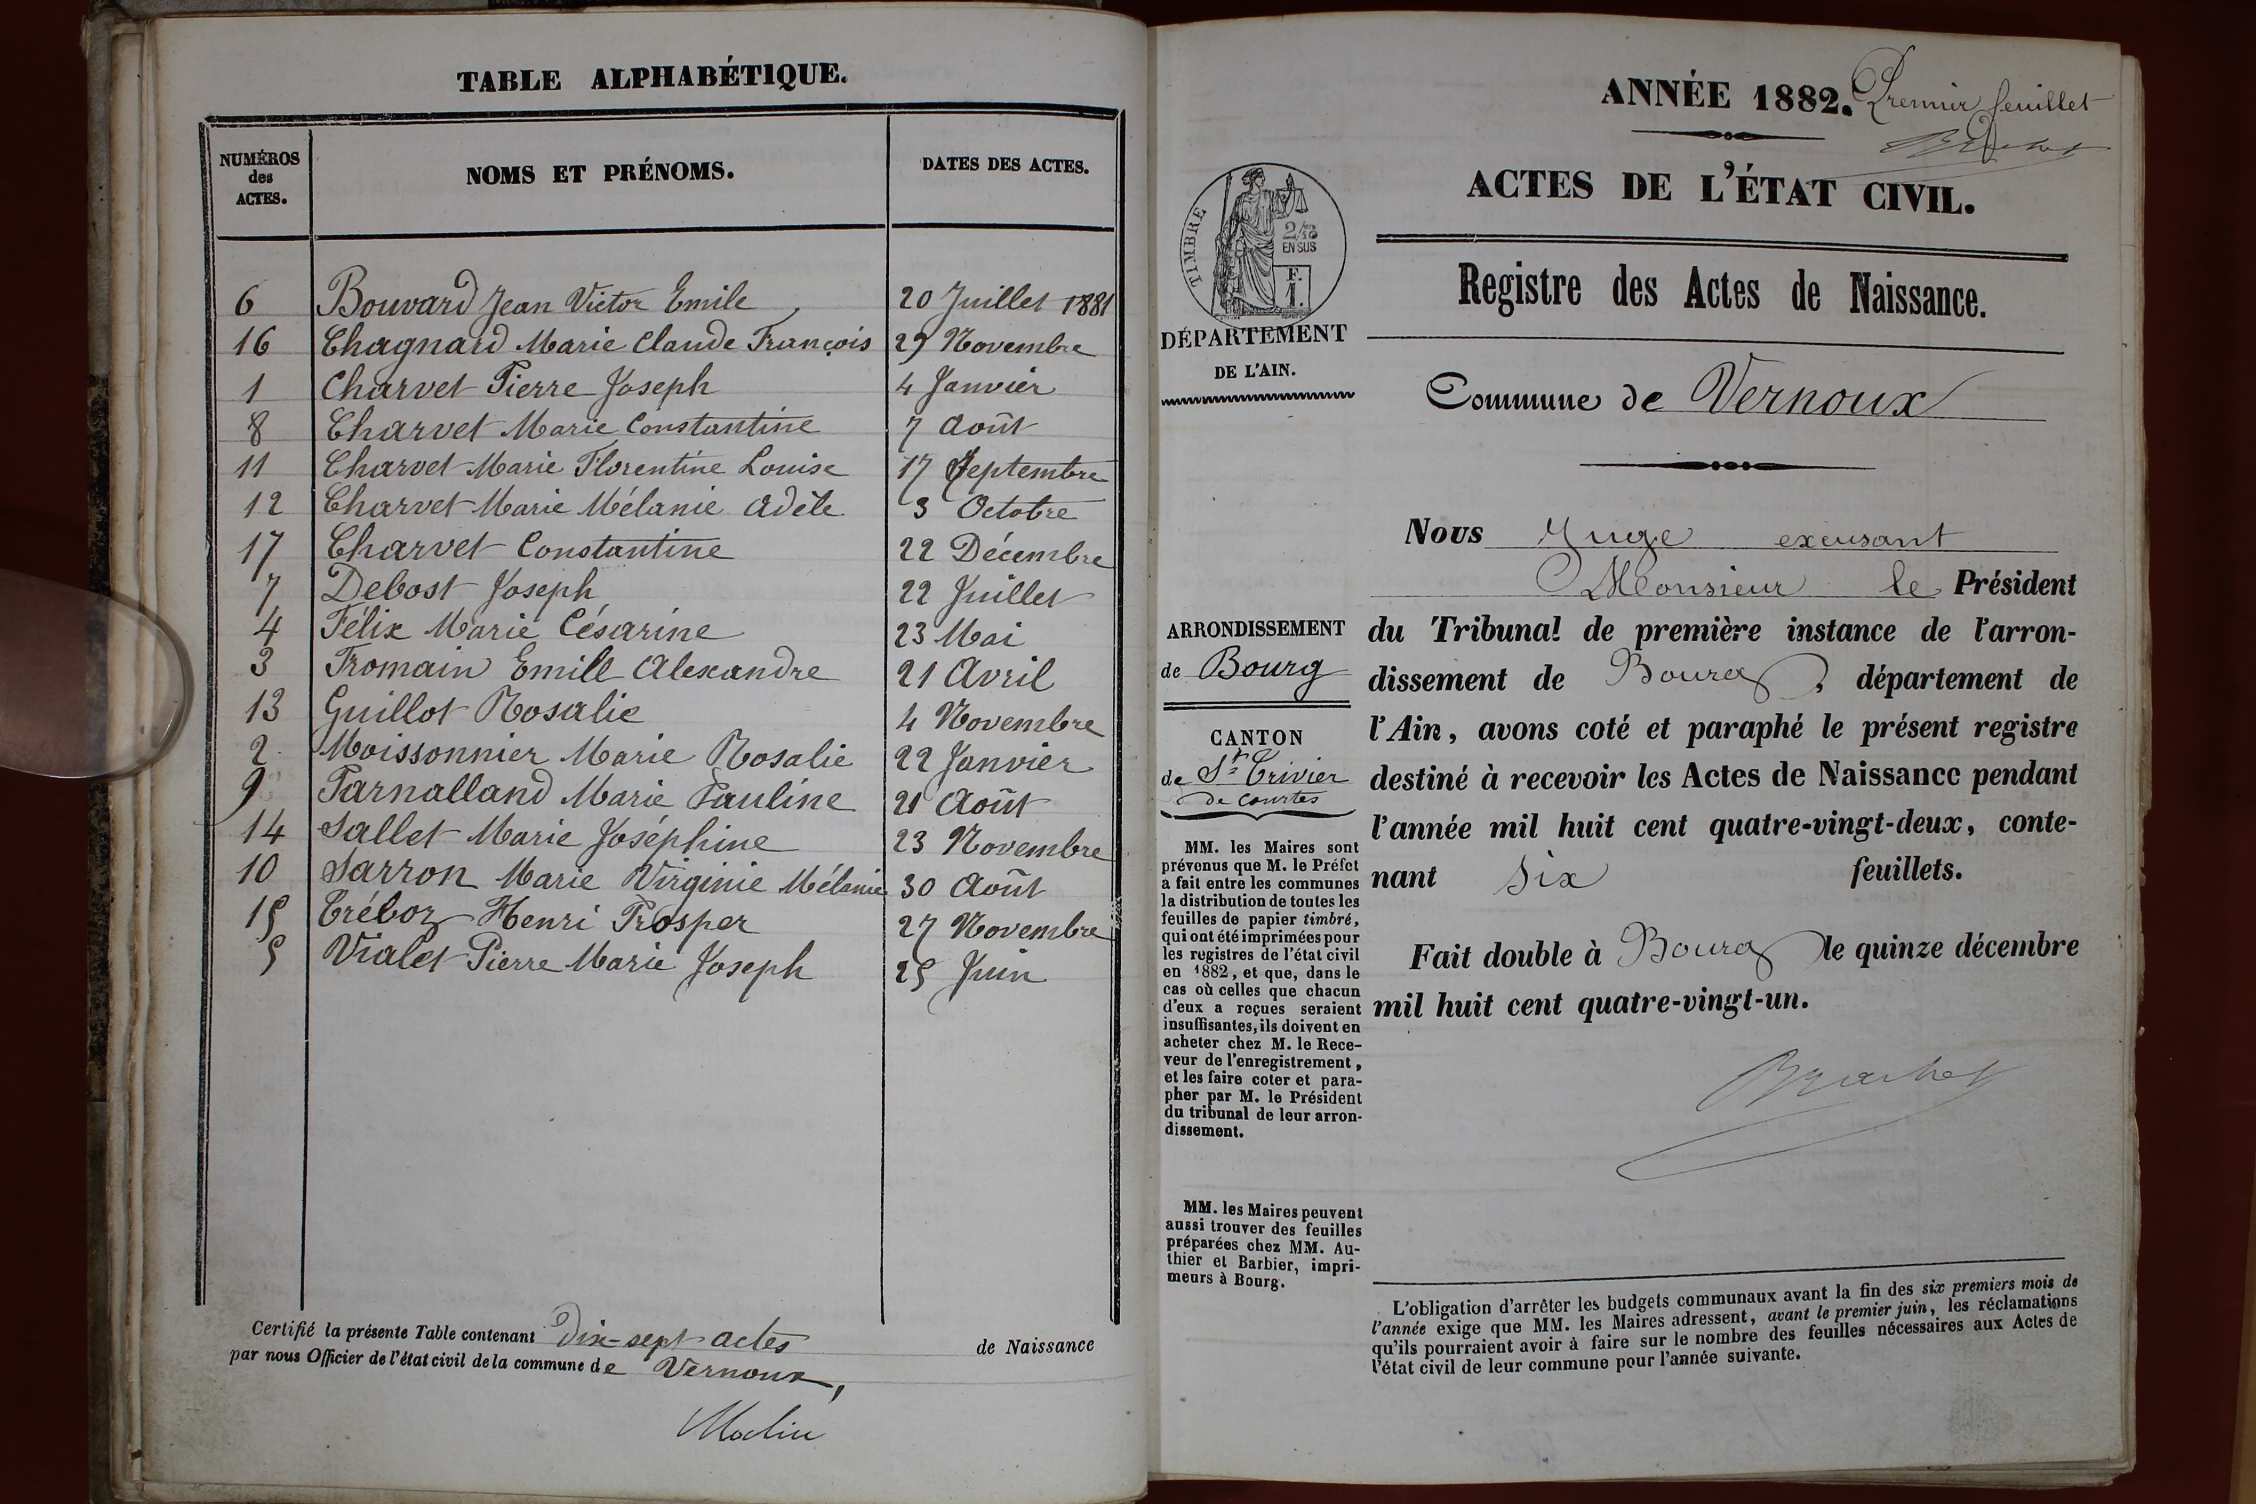 TABLE ALPHABÉTIQUE.
NUMÉROS des ACTES. NOMS ET PRÉNOMS. DATES DES ACTES.
6 Bouvard Jean Victor Emile 20 Juillet 1881
16 Chagnard Marie Claude François 29 Novembre
1 Charvet Pierre Joseph 4 Janvier
8 Charvet Marie Constantine 7 Août
11 Charvet Marie Florentine Louise 17 Septembre
12 Charvet Marie Mélanie Adèle 3 Octobre
17 Charvet Constantine 22 Décembre
7 Debost Joseph 22 Juillet
4 Félix Marie Césarine 23 Mai
3 Fromain Emile Alexandre 21 Avril
13 Guillot Rosalie 4 Novembre
2 Moissonnier Marie Rosalie 22 Janvier
9 Parnalland Marie Pauline 21 Août
14 Sallet Marie Joséphine 23 Novembre
10 Sarron Marie Virginie Mélanie 30 Août
15 Tréboz Henri Prosper 27 Novembre
5 Vialet Pierre Marie Joseph 25 Juin
Certifié la présente Table contenant Dix-sept actes de Naissance
par nous Officier de l'état civil de la commune de Vernoux,
ANNÉE 1882. Premier feuillet
ACTES DE L'ÉTAT CIVIL.
TIMBRE
2/10
EN SUS
F.
1.
DÉPARTEMENT
DE L'AIN.
Registre des Actes de Naissance.
Commune de Vernoux
ARRONDISSEMENT
de Bourg
CANTON
de St Trivier
de Courtes
MM. les Maires sont
prévenus que M. le Préfet
a fait entre les communes
la distribution de toutes les
feuilles de papier timbré,
qui ont été imprimées pour
les registres de l'état civil
en 1882, et que, dans le
cas où celles que chacun
d'eux a reçues seraient
insuffisantes, ils doivent en
acheter chez M. le Rece-
veur de l'enregistrement,
et les faire coter et para-
pher par M. le Président
du tribunal de leur arron-
dissement.
MM. les Maires peuvent
aussi trouver des feuilles
préparées chez MM. Au-
thier et Barbier, impri-
meurs à Bourg.
Nous Juge excusant
Monsieur le Président
du Tribunal de première instance de l'arron-
dissement de Bourg, département de
l'Ain, avons coté et paraphé le présent registre
destiné à recevoir les Actes de Naissance pendant
l'année mil huit cent quatre-vingt-deux, conte-
nant six feuillets.
Fait double à Bourg le quinze décembre
mil huit cent quatre-vingt-un.
L'obligation d'arrêter les budgets communaux avant la fin des six premiers mois de
l'année exige que MM. les Maires adressent, avant le premier juin, les réclamations
qu'ils pourraient avoir à faire sur le nombre des feuilles nécessaires aux Actes de
l'état civil de leur commune pour l'année suivante.